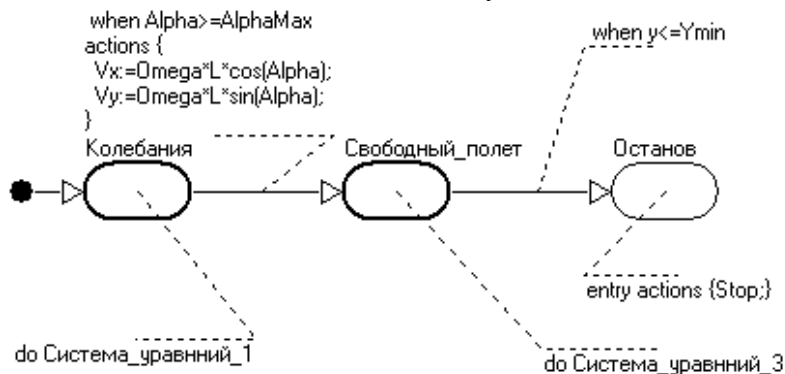 when Alpha>=AlphaMax
actions {
Vx:=Omega*L*cos(Alpha);
Vy:=Omega*L*sin(Alpha);
}
when y<=Ymin
Колебания
Свободный_полет
Останов
entry actions {Stop;}
do Система_уравнний_1
do Система_уравнний_3